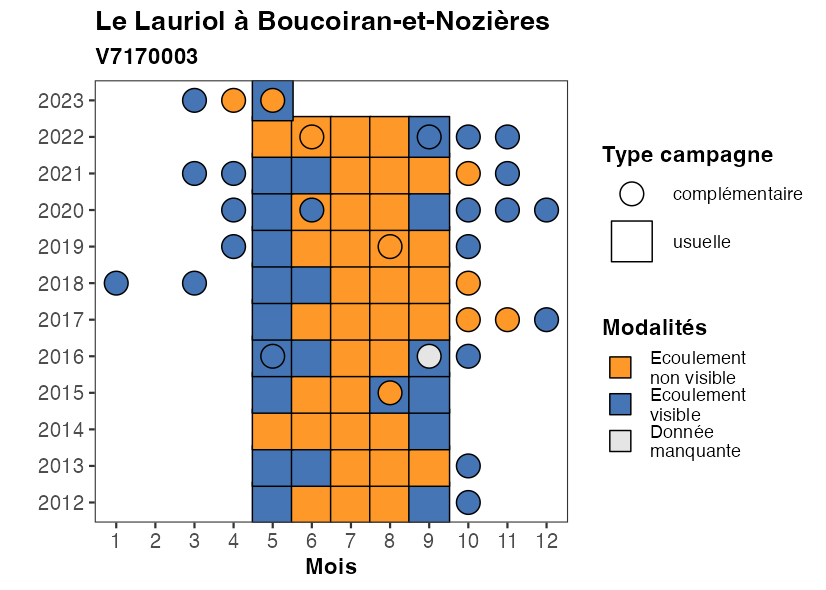 Le Lauriol à Boucoiran-et-Nozières
V7170003
2023
2022
2021
2020
2019
2018
2017
2016
2015
2014
2013
2012
1 2 3 4 5 6 7 8 9 10 11 12
Mois
Type campagne
complémentaire
usuelle
Modalités
Ecoulement
non visible
Ecoulement
visible
Donnée
manquante